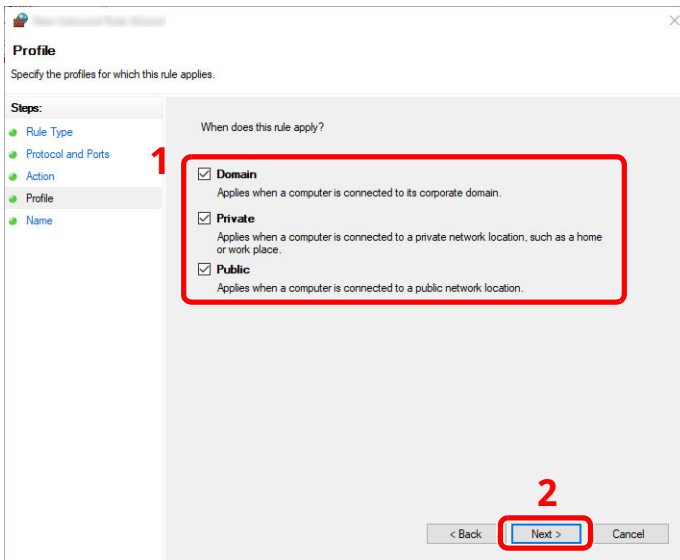 Profile
Specify the profiles for which this rule applies.
Steps:
Rule Type
Protocol and Ports
Action
Profile
Name
When does this rule apply?
1
Domain
Applies when a computer is connected to its corporate domain.
Private
Applies when a computer is connected to a private network location, such as a home
or work place.
Public
Applies when a computer is connected to a public network location.
2
< Back
Next >
Cancel